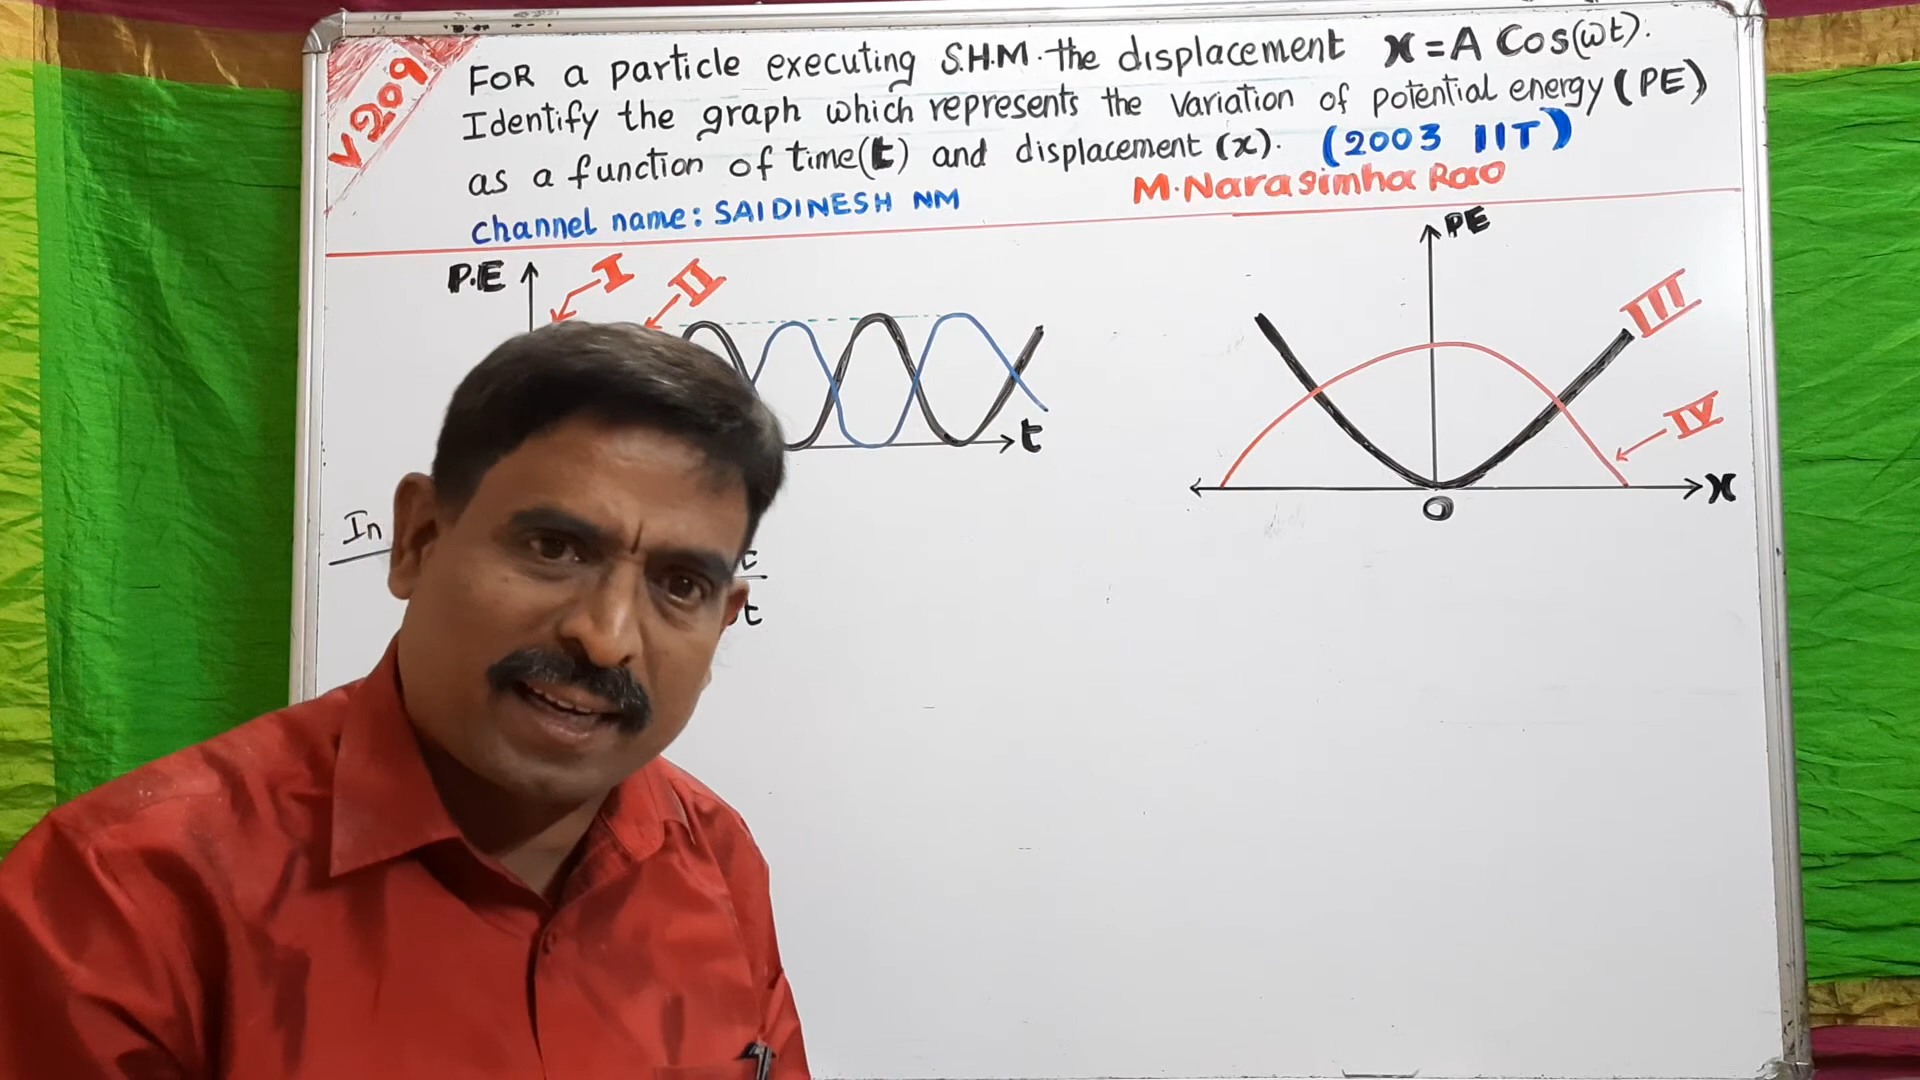 V209
FOR a particle executing S.H.M. the displacement x = A Cos(ωt).
Identify the graph which represents the variation of potential energy (PE)
as a function of time(t) and displacement (x). (2003 IIT)
channel name: SAIDINESH NM M. Narasimha Rao
P.E I II
PE
III
IV
t
x
O
In
t